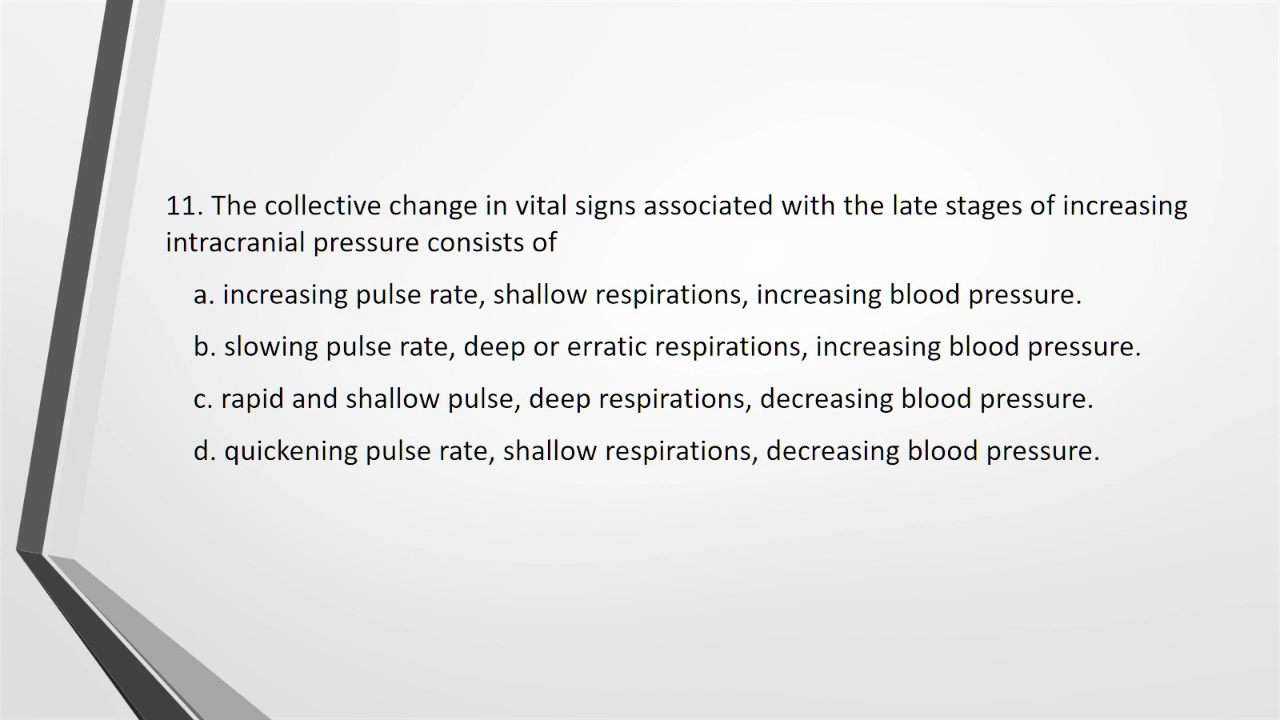 11. The collective change in vital signs associated with the late stages of increasing
intracranial pressure consists of
a. increasing pulse rate, shallow respirations, increasing blood pressure.
b. slowing pulse rate, deep or erratic respirations, increasing blood pressure.
c. rapid and shallow pulse, deep respirations, decreasing blood pressure.
d. quickening pulse rate, shallow respirations, decreasing blood pressure.